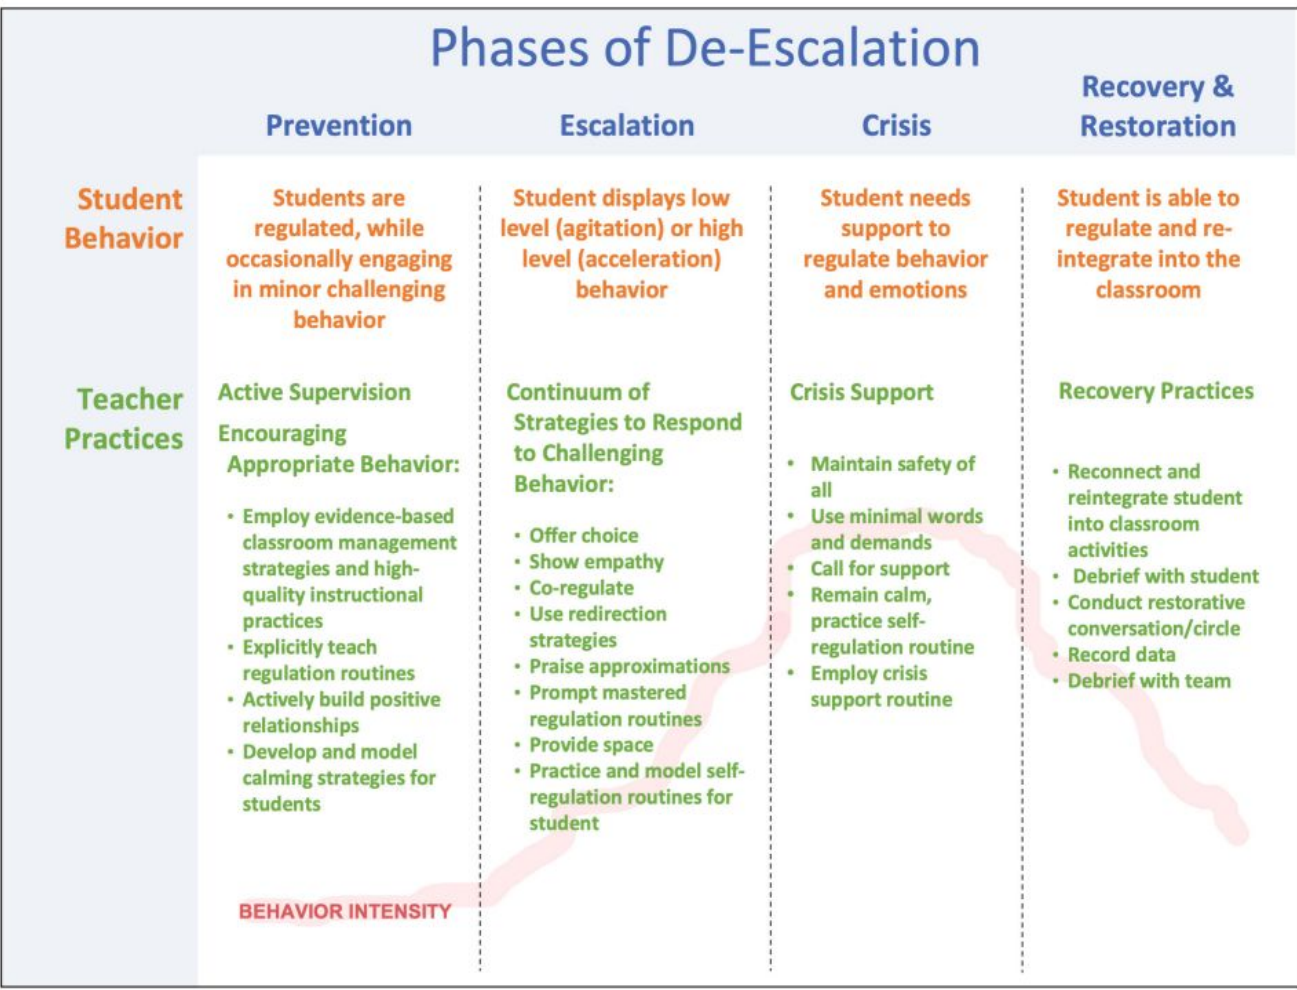 Phases of De-Escalation
Prevention
Escalation
Crisis
Recovery &
Restoration
Student
Behavior
Students are
regulated, while
occasionally engaging
in minor challenging
behavior
Student displays low
level (agitation) or high
level (acceleration)
behavior
Student needs
support to
regulate behavior
and emotions
Student is able to
regulate and re-
integrate into the
classroom
Teacher
Practices
Active Supervision
Encouraging
Appropriate Behavior:
• Employ evidence-based
classroom management
strategies and high-
quality instructional
practices
• Explicitly teach
regulation routines
• Actively build positive
relationships
• Develop and model
calming strategies for
students
Continuum of
Strategies to Respond
to Challenging
Behavior:
• Offer choice
• Show empathy
• Co-regulate
• Use redirection
strategies
• Praise approximations
• Prompt mastered
regulation routines
• Provide space
• Practice and model self-
regulation routines for
student
Crisis Support
• Maintain safety of
all
• Use minimal words
and demands
• Call for support
• Remain calm,
practice self-
regulation routine
• Employ crisis
support routine
Recovery Practices
• Reconnect and
reintegrate student
into classroom
activities
• Debrief with student
• Conduct restorative
conversation/circle
• Record data
• Debrief with team
BEHAVIOR INTENSITY